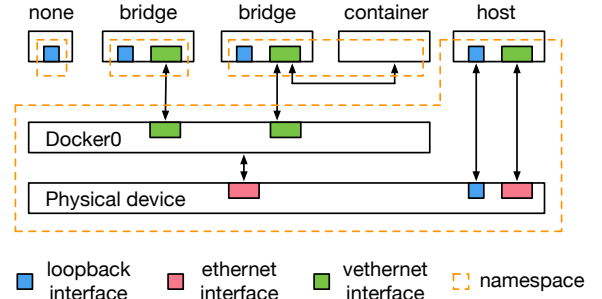 none bridge bridge container host
Docker0
Physical device
loopback interface
ethernet interface
vethernet interface
namespace